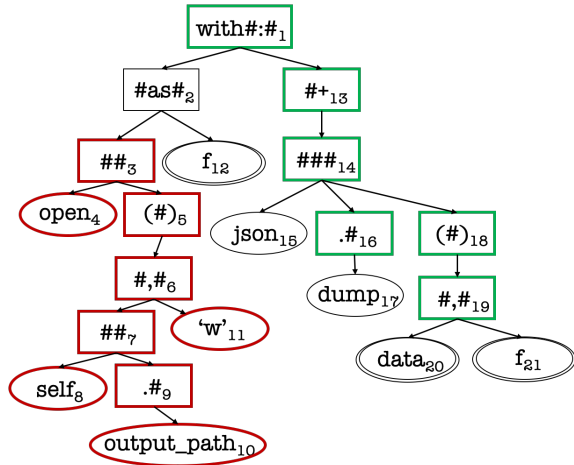 with#:#₁
#as#₂
#+₁₃
##₃
f₁₂
###₁₄
open₄
(#)₅
json₁₅
.#₁₆
(#)₁₈
#,#₆
dump₁₇
#,#₁₉
##₇
‘w’₁₁
data₂₀
f₂₁
self₈
.#₉
output_path₁₀